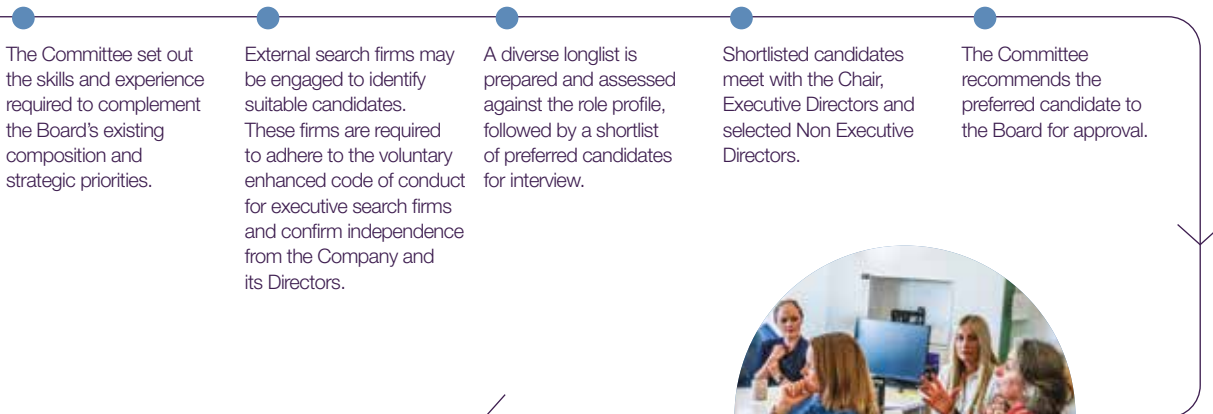 The Committee set out
the skills and experience
required to complement
the Board's existing
composition and
strategic priorities.
External search firms may
be engaged to identify
suitable candidates.
These firms are required
to adhere to the voluntary
enhanced code of conduct
for executive search firms
and confirm independence
from the Company and
its Directors.
A diverse longlist is
prepared and assessed
against the role profile,
followed by a shortlist
of preferred candidates
for interview.
Shortlisted candidates
meet with the Chair,
Executive Directors and
selected Non Executive
Directors.
The Committee
recommends the
preferred candidate to
the Board for approval.